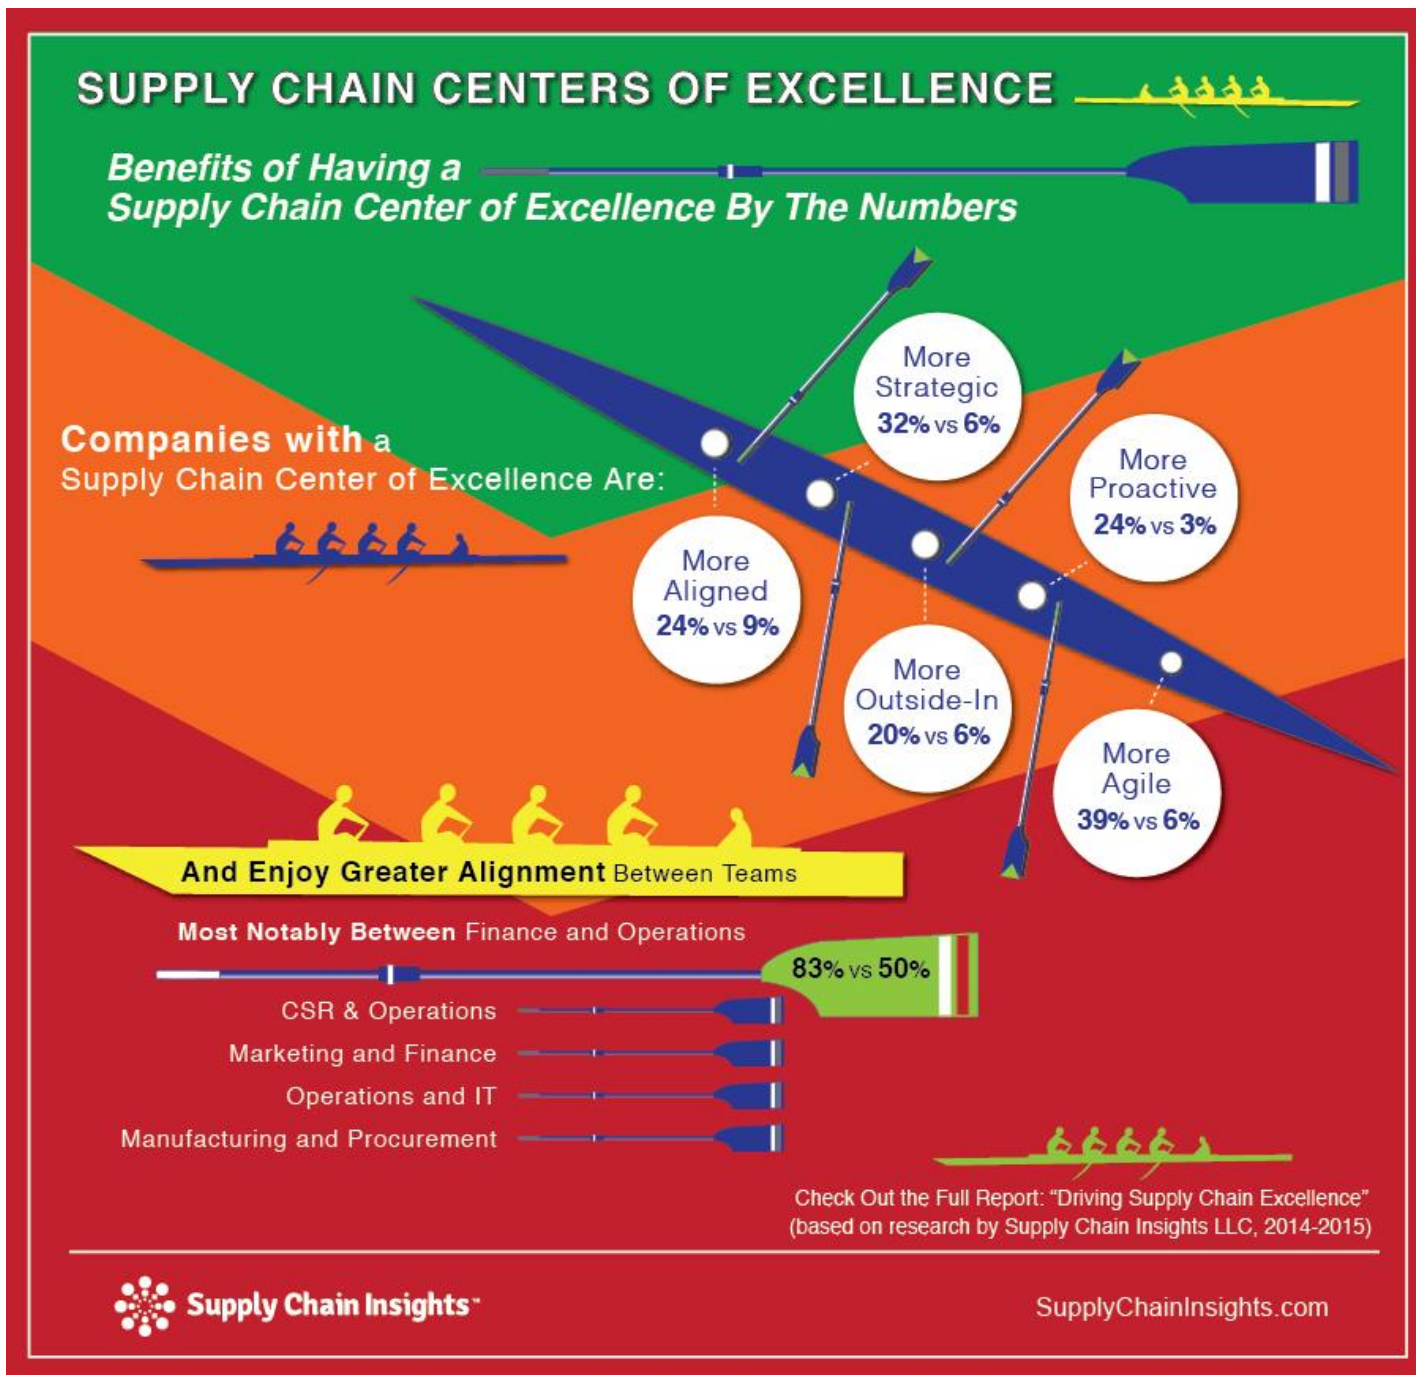 SUPPLY CHAIN CENTERS OF EXCELLENCE
Benefits of Having a
Supply Chain Center of Excellence By The Numbers
Companies with a
Supply Chain Center of Excellence Are:
More
Aligned
24% vs 9%
More
Strategic
32% vs 6%
More
Outside-In
20% vs 6%
More
Proactive
24% vs 3%
More
Agile
39% vs 6%
And Enjoy Greater Alignment Between Teams
Most Notably Between Finance and Operations
83% vs 50%
CSR & Operations
Marketing and Finance
Operations and IT
Manufacturing and Procurement
Check Out the Full Report: “Driving Supply Chain Excellence”
(based on research by Supply Chain Insights LLC, 2014-2015)
Supply Chain Insights™
SupplyChainInsights.com